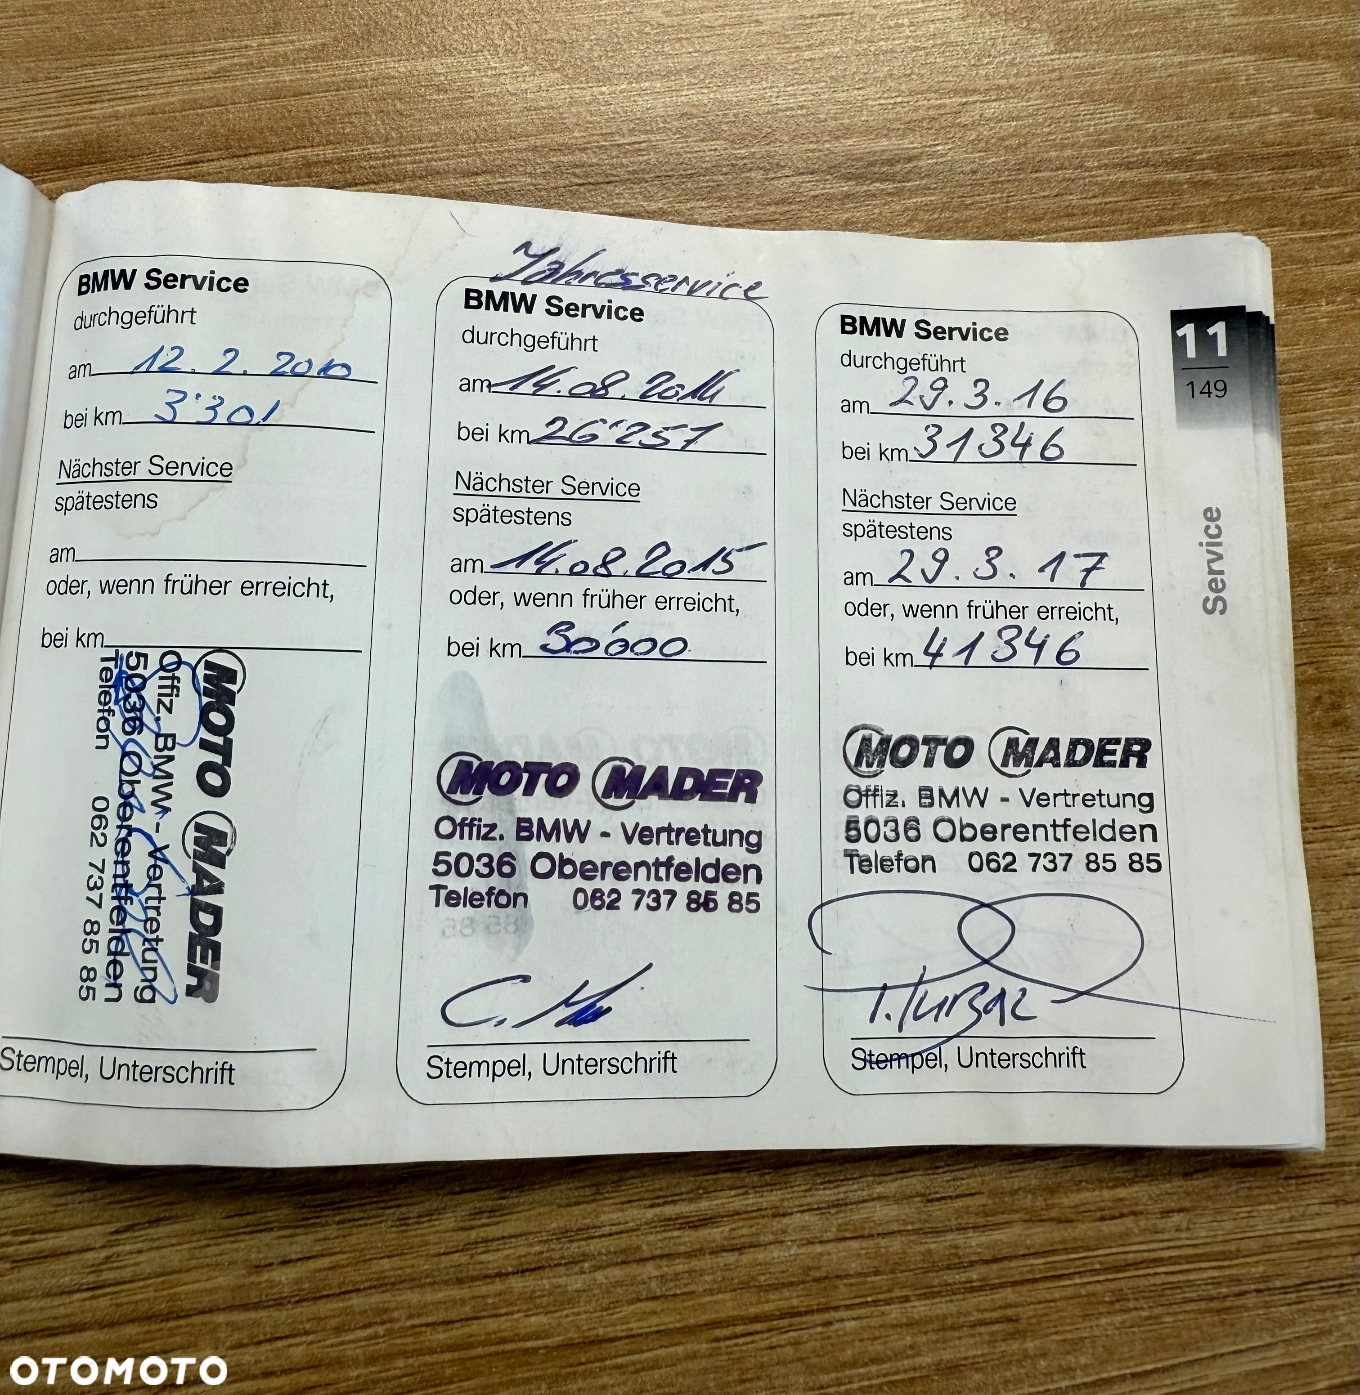 BMW Service
durchgeführt
am 12.2.2010
bei km 3'301
Nächster Service
spätestens
am
oder, wenn früher erreicht,
bei km
MOTO MADER
Offiz. BMW - Vertretung
5036 Oberentfelden
Telefon 062 737 85 85
Stempel, Unterschrift
Jahresservice
BMW Service
durchgeführt
am 14.08.2014
bei km 26'257
Nächster Service
spätestens
am 14.08.2015
oder, wenn früher erreicht,
bei km 30'000
MOTO MADER
Offiz. BMW - Vertretung
5036 Oberentfelden
Telefon 062 737 85 85
Stempel, Unterschrift
BMW Service
durchgeführt
am 29.3.16
bei km 31346
Nächster Service
spätestens
am 29.3.17
oder, wenn früher erreicht,
bei km 41346
MOTO MADER
Offiz. BMW - Vertretung
5036 Oberentfelden
Telefon 062 737 85 85
Stempel, Unterschrift
11
149
Service
OTOMOTO